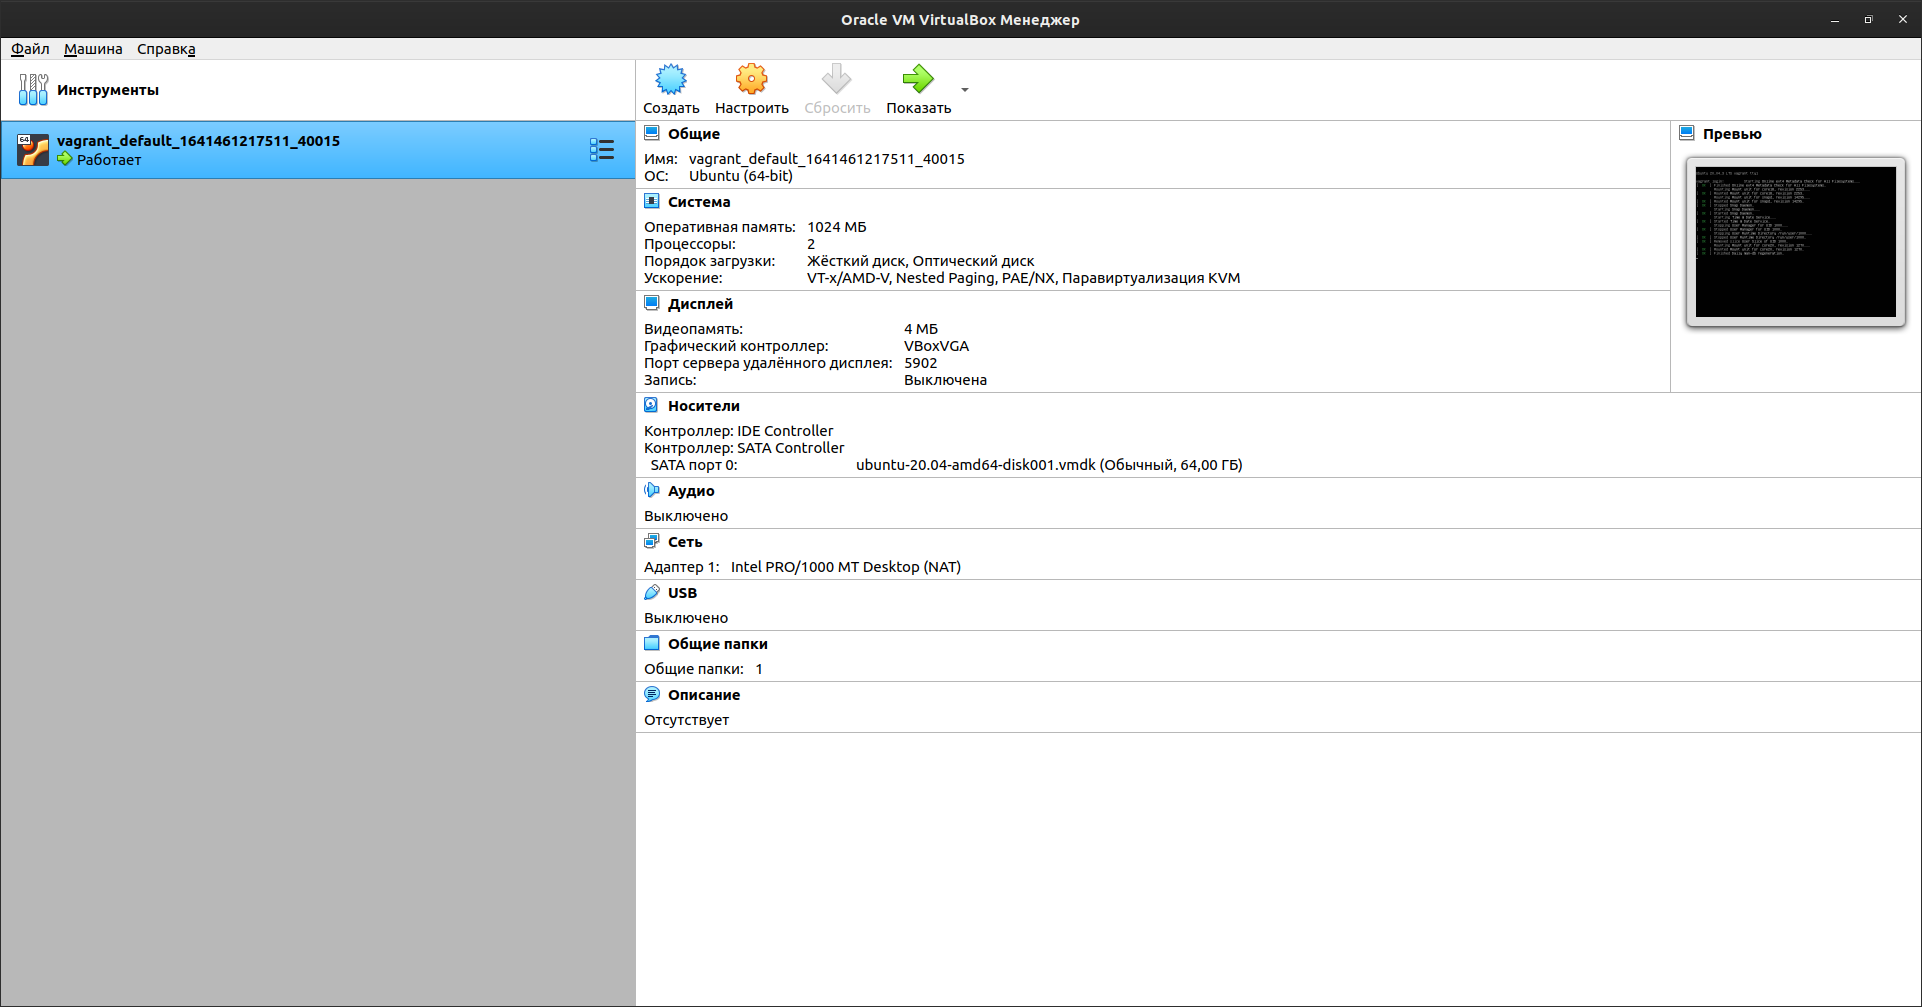 Oracle VM VirtualBox Менеджер
Файл Машина Справка
Инструменты
Создать Настроить Сбросить Показать
64
vagrant_default_1641461217511_40015
Работает
Общие
Имя: vagrant_default_1641461217511_40015
ОС: Ubuntu (64-bit)
Превью
Система
Оперативная память: 1024 МБ
Процессоры: 2
Порядок загрузки: Жёсткий диск, Оптический диск
Ускорение: VT-x/AMD-V, Nested Paging, PAE/NX, Паравиртуализация KVM
Дисплей
Видеопамять: 4 МБ
Графический контроллер: VBoxVGA
Порт сервера удалённого дисплея: 5902
Запись: Выключена
Носители
Контроллер: IDE Controller
Контроллер: SATA Controller
SATA порт 0: ubuntu-20.04-amd64-disk001.vmdk (Обычный, 64,00 ГБ)
Аудио
Выключено
Сеть
Адаптер 1: Intel PRO/1000 MT Desktop (NAT)
USB
Выключено
Общие папки
Общие папки: 1
Описание
Отсутствует